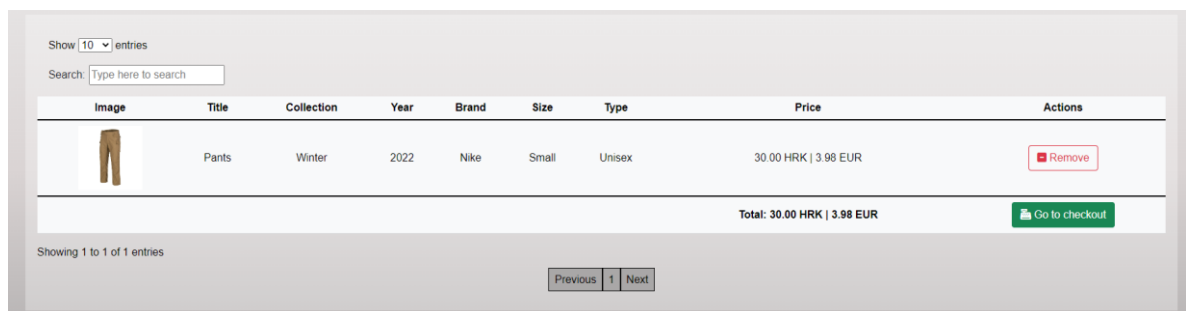 Show 10 entries
Search: Type here to search
Image Title Collection Year Brand Size Type Price Actions
Pants Winter 2022 Nike Small Unisex 30.00 HRK | 3.98 EUR Remove
Total: 30.00 HRK | 3.98 EUR Go to checkout
Showing 1 to 1 of 1 entries
Previous 1 Next